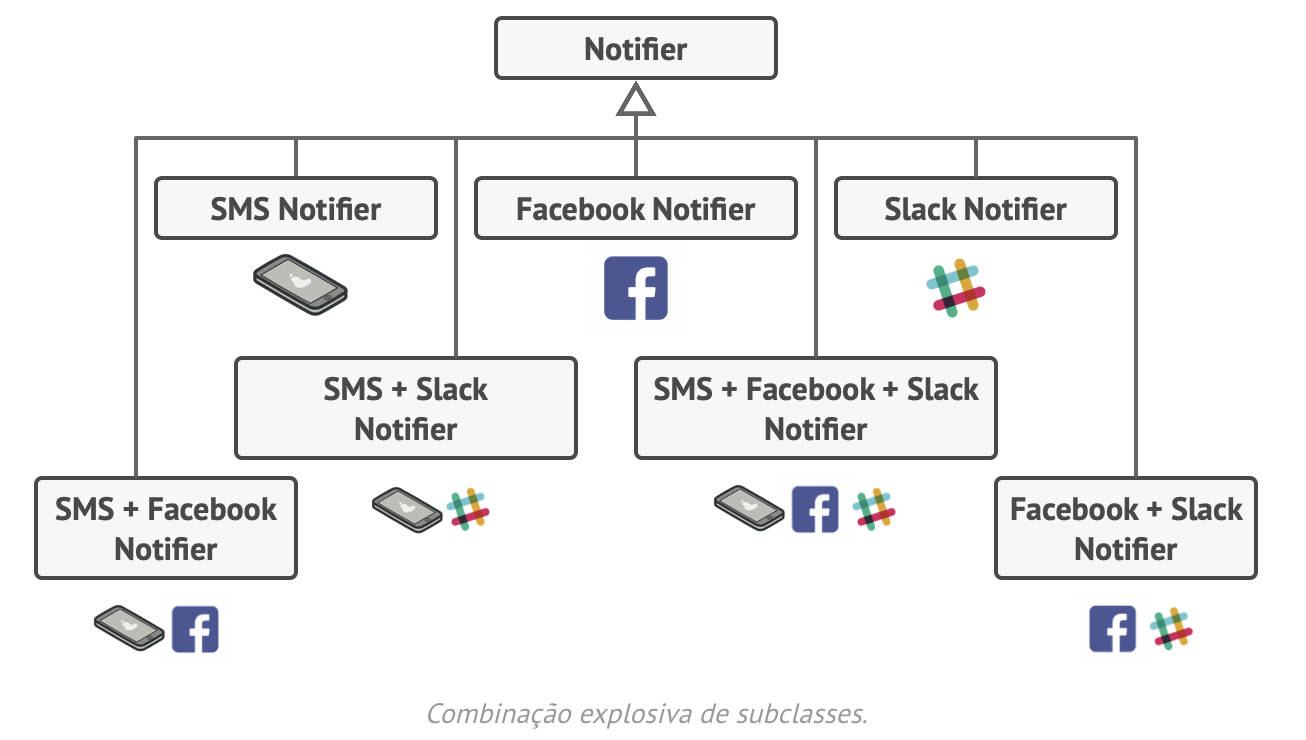 Notifier
SMS Notifier
Facebook Notifier
Slack Notifier
SMS + Slack
Notifier
SMS + Facebook + Slack
Notifier
SMS + Facebook
Notifier
Facebook + Slack
Notifier
Combinação explosiva de subclasses.